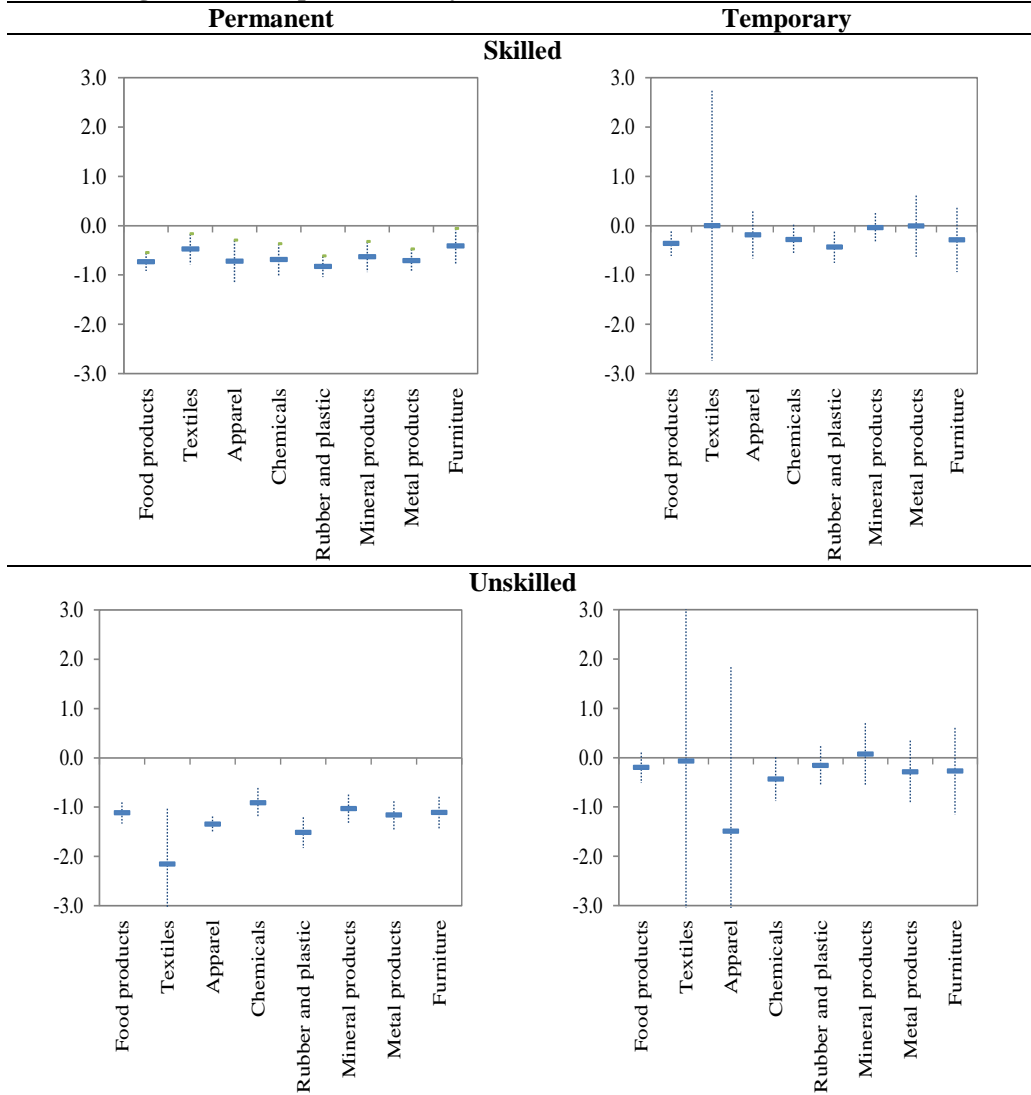 Permanent Temporary
Skilled
3.0 3.0
2.0 2.0
1.0 1.0
0.0 0.0
-1.0 -1.0
-2.0 -2.0
-3.0 -3.0
Food products
Textiles
Apparel
Chemicals
Rubber and plastic
Mineral products
Metal products
Furniture
Food products
Textiles
Apparel
Chemicals
Rubber and plastic
Mineral products
Metal products
Furniture
Unskilled
3.0 3.0
2.0 2.0
1.0 1.0
0.0 0.0
-1.0 -1.0
-2.0 -2.0
-3.0 -3.0
Food products
Textiles
Apparel
Chemicals
Rubber and plastic
Mineral products
Metal products
Furniture
Food products
Textiles
Apparel
Chemicals
Rubber and plastic
Mineral products
Metal products
Furniture